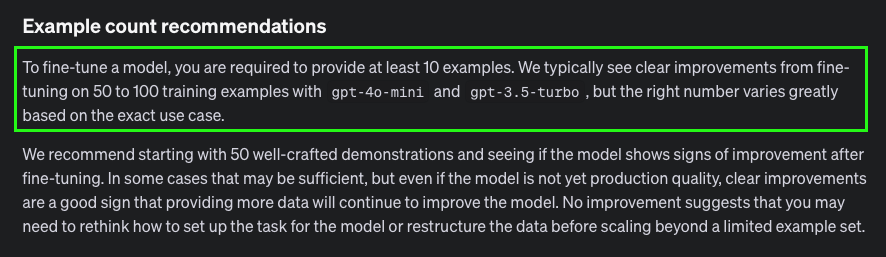 Example count recommendations
To fine-tune a model, you are required to provide at least 10 examples. We typically see clear improvements from fine-
tuning on 50 to 100 training examples with gpt-4o-mini and gpt-3.5-turbo , but the right number varies greatly
based on the exact use case.
We recommend starting with 50 well-crafted demonstrations and seeing if the model shows signs of improvement after
fine-tuning. In some cases that may be sufficient, but even if the model is not yet production quality, clear improvements
are a good sign that providing more data will continue to improve the model. No improvement suggests that you may
need to rethink how to set up the task for the model or restructure the data before scaling beyond a limited example set.